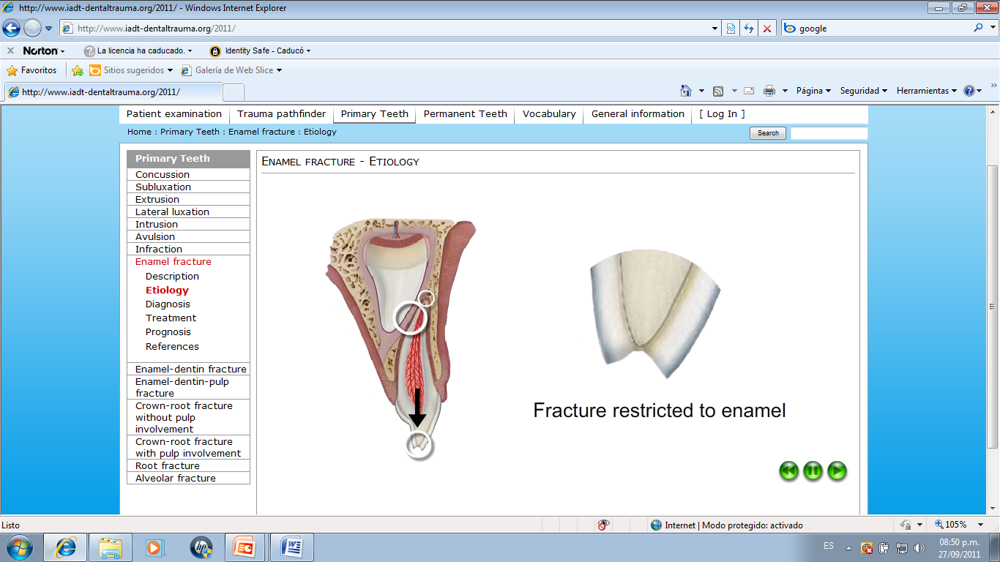 http://www.iadt-dentaltrauma.org/2011/ - Windows Internet Explorer
http://www.iadt-dentaltrauma.org/2011/
google
X Norton La licencia ha caducado. Identity Safe - Caducó
Favoritos Sitios sugeridos Galería de Web Slice
http://www.iadt-dentaltrauma.org/2011/ Página Seguridad Herramientas
Patient examination Trauma pathfinder Primary Teeth Permanent Teeth Vocabulary General information [ Log In ]
Home : Primary Teeth : Enamel fracture : Etiology Search
Primary Teeth
Concussion
Subluxation
Extrusion
Lateral luxation
Intrusion
Avulsion
Infraction
Enamel fracture
Description
Etiology
Diagnosis
Treatment
Prognosis
References
Enamel-dentin fracture
Enamel-dentin-pulp
fracture
Crown-root fracture
without pulp
involvement
Crown-root fracture
with pulp involvement
Root fracture
Alveolar fracture
ENAMEL FRACTURE - ETIOLOGY
Fracture restricted to enamel
Listo Internet | Modo protegido: activado 105%
ES 08:50 p.m.
27/09/2011